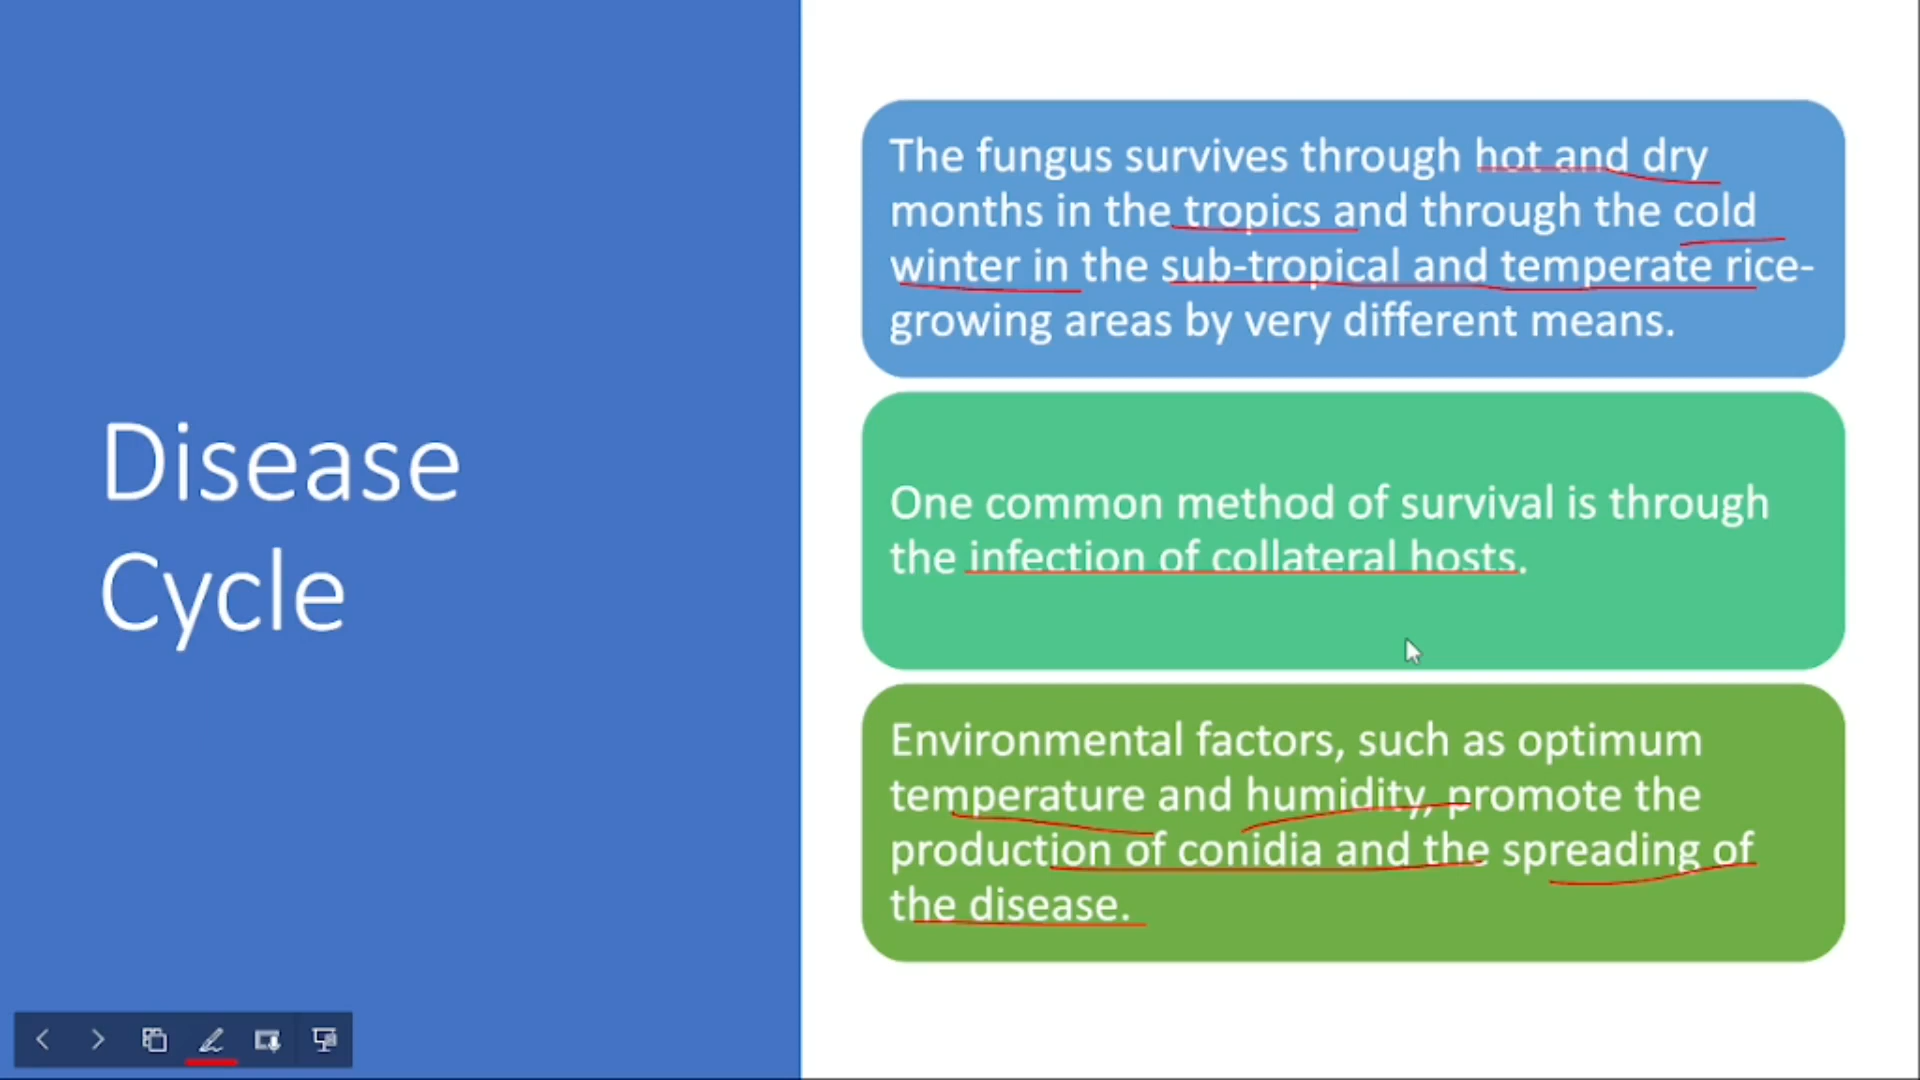 Disease
Cycle
The fungus survives through hot and dry
months in the tropics and through the cold
winter in the sub-tropical and temperate rice-
growing areas by very different means.
One common method of survival is through
the infection of collateral hosts.
Environmental factors, such as optimum
temperature and humidity, promote the
production of conidia and the spreading of
the disease.